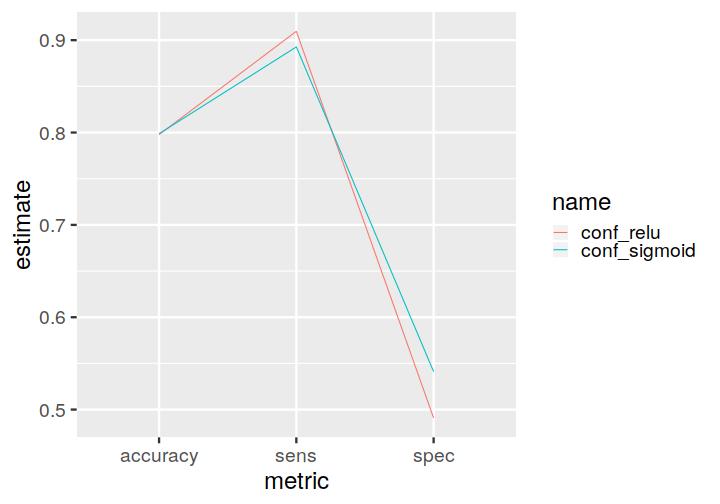 0.9
0.8
0.7
0.6
0.5
estimate
accuracy sens spec
metric
name
conf_relu
conf_sigmoid